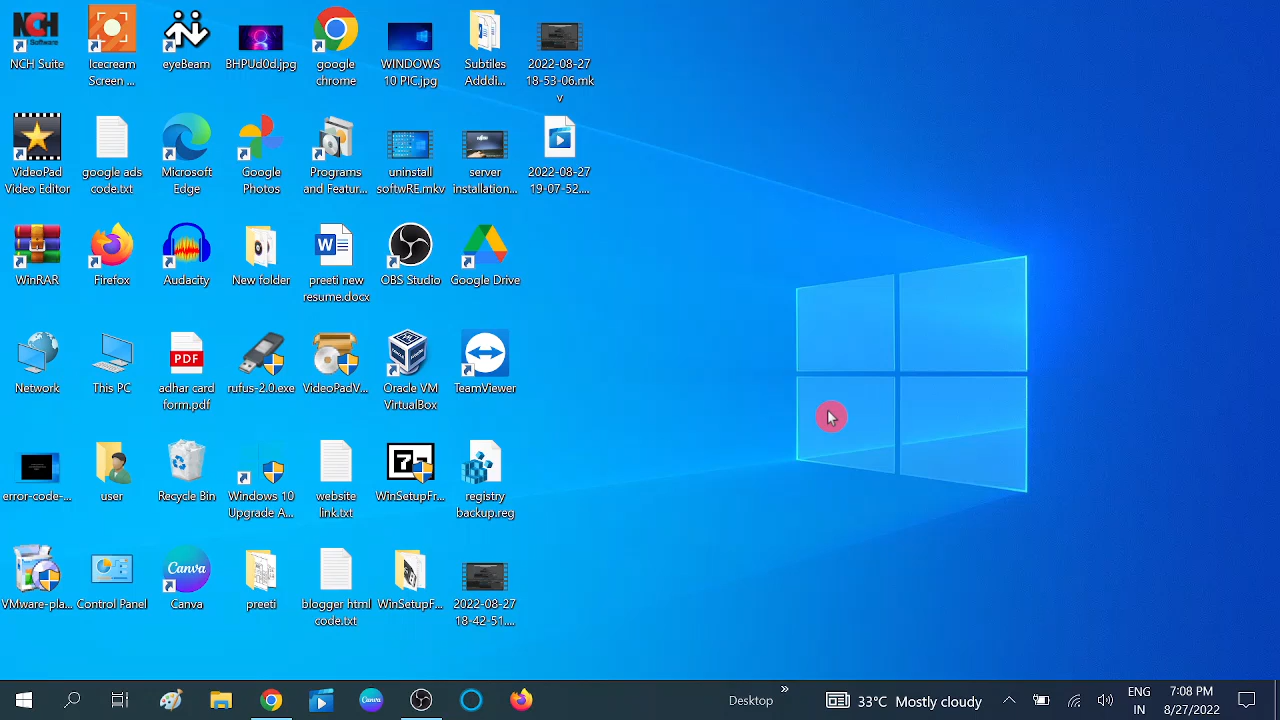 NCH Suite
Icecream
Screen ...
eyeBeam
BHPUd0d.jpg
google
chrome
WINDOWS
10 PIC.jpg
Subtiles
Adddi...
2022-08-27
18-53-06.mk
v
VideoPad
Video Editor
google ads
code.txt
Microsoft
Edge
Google
Photos
Programs
and Featur...
uninstall
softwRE.mkv
server
installation...
2022-08-27
19-07-52....
WinRAR
Firefox
Audacity
New folder
preeti new
resume.docx
OBS Studio
Google Drive
Network
This PC
PDF
adhar card
form.pdf
rufus-2.0.exe
VideoPadV...
Oracle VM
VirtualBox
TeamViewer
error-code-...
user
Recycle Bin
Windows 10
Upgrade A...
website
link.txt
WinSetupFr...
registry
backup.reg
VMware-pla...
Control Panel
Canva
Canva
preeti
blogger html
code.txt
WinSetupF...
2022-08-27
18-42-51....
Canva
Desktop
33°C Mostly cloudy
ENG
IN
7:08 PM
8/27/2022